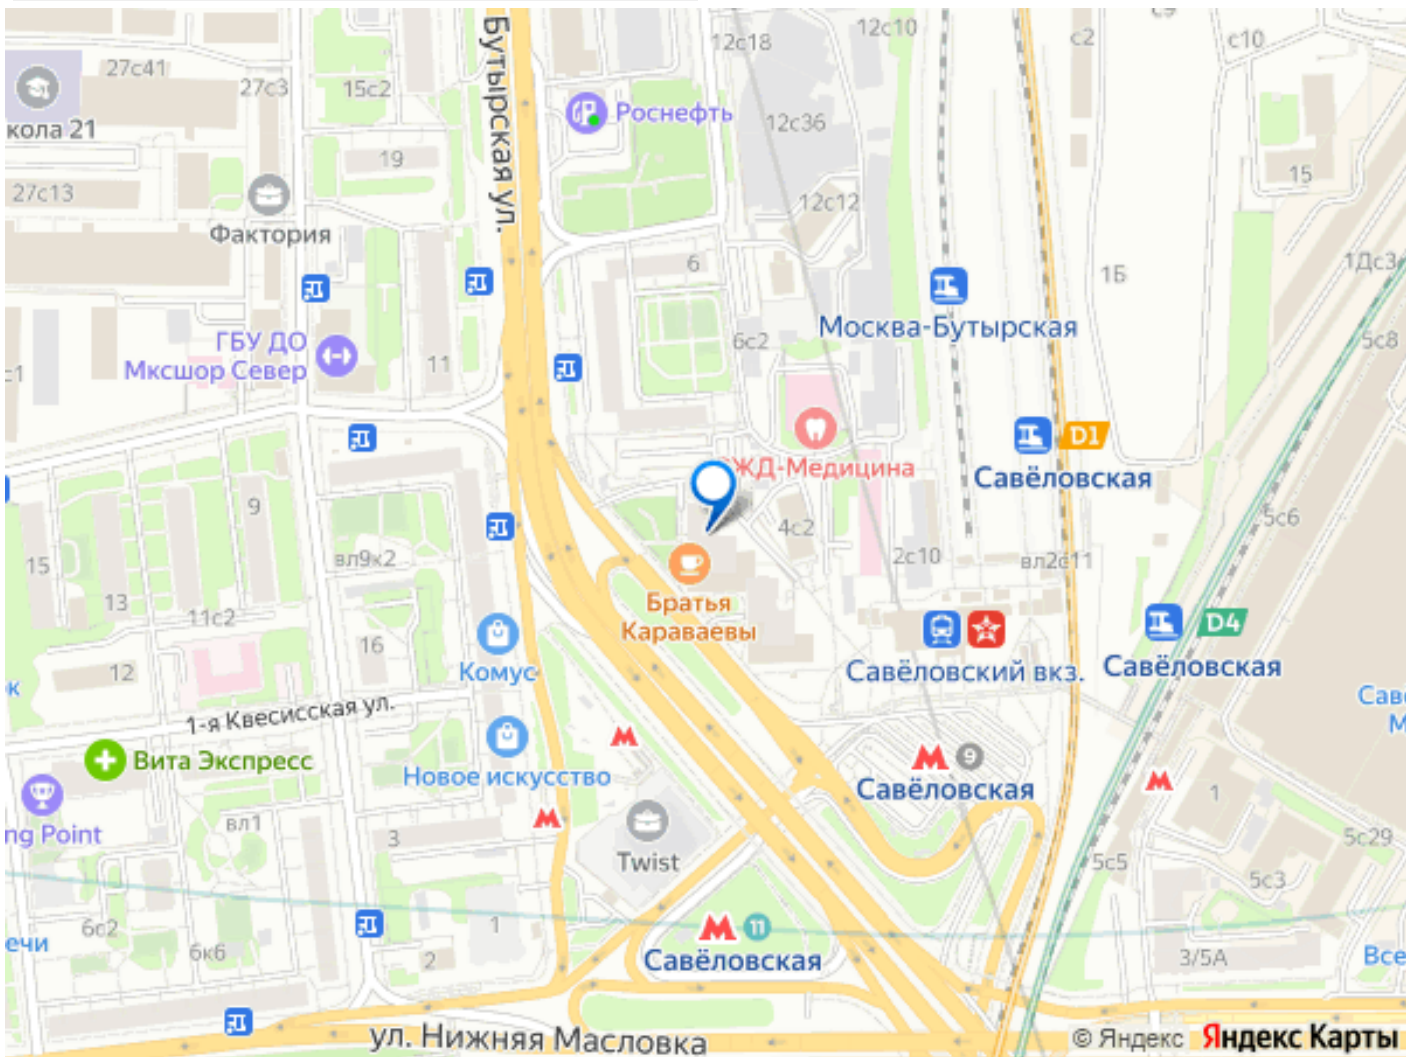 12с18
12с10
с2
с10
27с41
27с3
15с2
кола 21
Роснефть
12с36
Бутырская ул.
19
15
27с13
12с12
Фактория
6
1Б
1Дс3
Москва-Бутырская
ГБУ ДО
Мксшор Север
11
6с2
5с8
D1
ЖД-Медицина
Савёловская
9
4с2
5с6
15
вл9к2
2с10
вл2с11
13
11с2
Братья
Караваевы
D4
16
Комус
Савёловский вкз.
Савёловская
12
1-я Квесисская ул.
Вита Экспресс
Новое искусство
М
М 9
Савёловская
М
1
ng Point
вл1
3
М
Twist
5с29
5с5
5с3
6с2
1
М 11
ечи
6к6
2
Савёловская
3/5А
Все
ул. Нижняя Масловка
© Яндекс Яндекс Карты